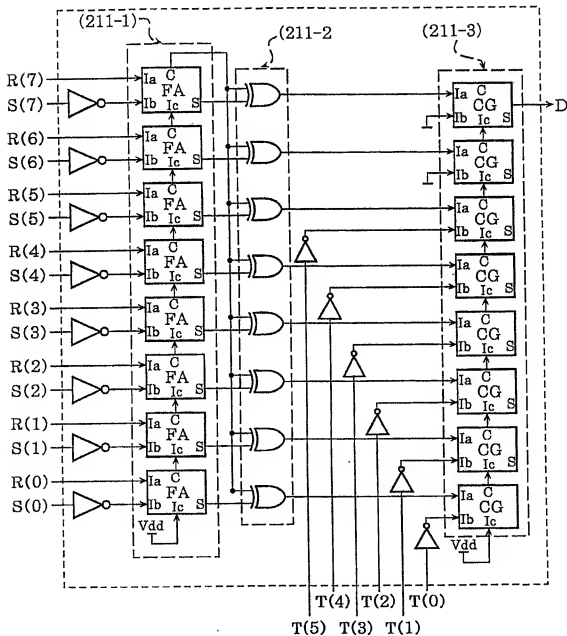 (211-1) (211-2 (211-3)
R(7) Ia C FA Ib Ic S Ia C CG Ib Ic S D
S(7)
R(6) Ia C FA Ib Ic S Ia C CG Ib Ic S
S(6)
R(5) Ia C FA Ib Ic S Ia C CG Ib Ic S
S(5)
R(4) Ia C FA Ib Ic S Ia C CG Ib Ic S
S(4)
R(3) Ia C FA Ib Ic S Ia C CG Ib Ic S
S(3)
R(2) Ia C FA Ib Ic S Ia C CG Ib Ic S
S(2)
R(1) Ia C FA Ib Ic S Ia C CG Ib Ic S
S(1)
R(0) Ia C FA Ib Ic S Ia C CG Ib Ic
S(0)
Vdd Vdd
T(4) T(2) T(0)
T(5) T(3) T(1)